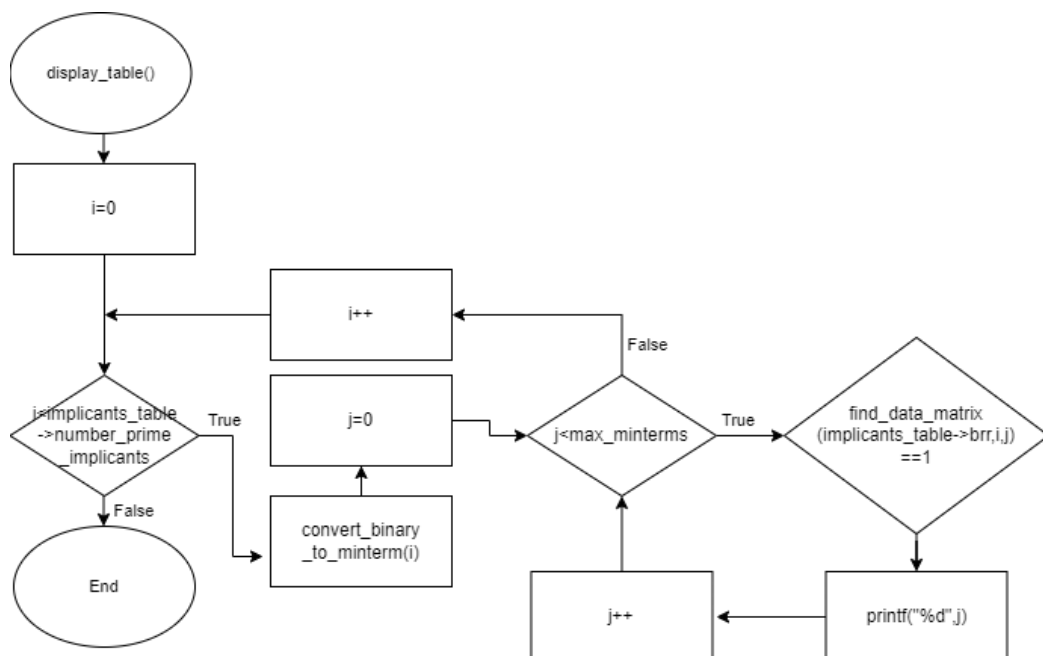 display_table()
i=0
i++
False
i<implicants_table
->number_prime
_implicants
True
j=0
j<max_minterms
True
find_data_matrix
(implicants_table->brr,i,j)
==1
False
End
convert_binary
_to_minterm(i)
j++
printf("%d",j)